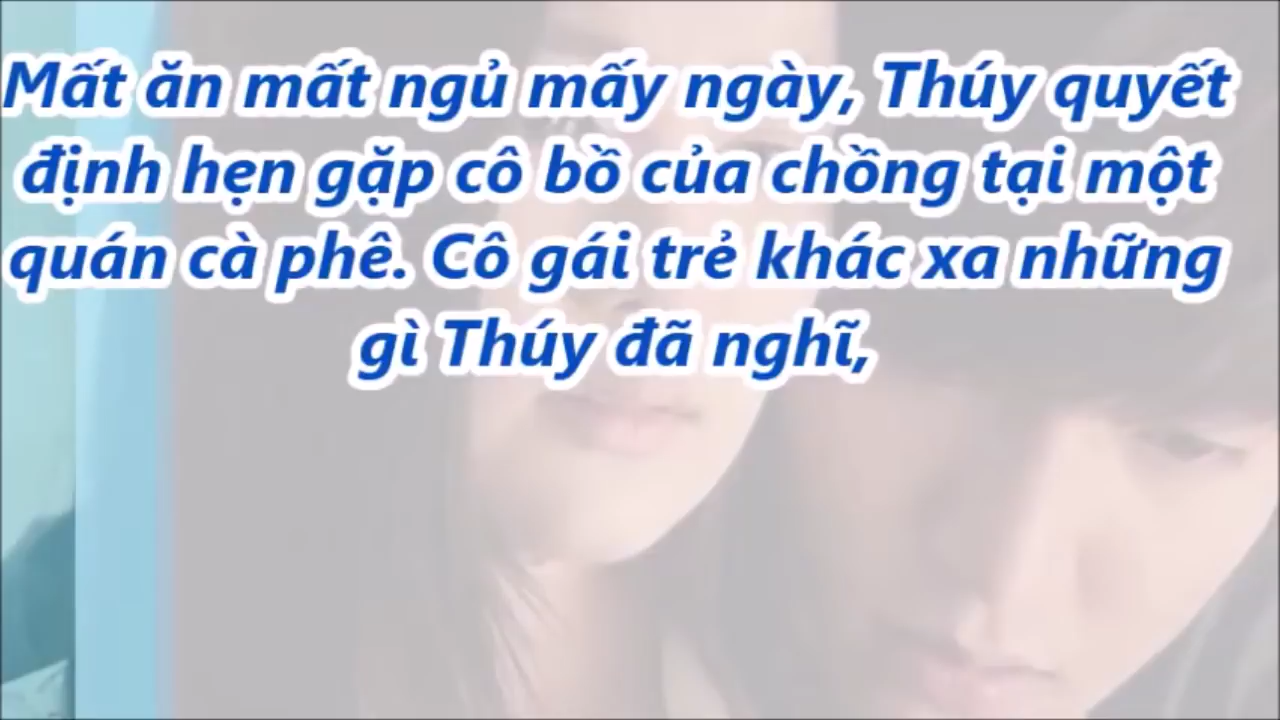 Mất ăn mất ngủ mấy ngày, Thúy quyết
định hẹn gặp cô bồ của chồng tại một
quán cà phê. Cô gái trẻ khác xa những
gì Thúy đã nghĩ,